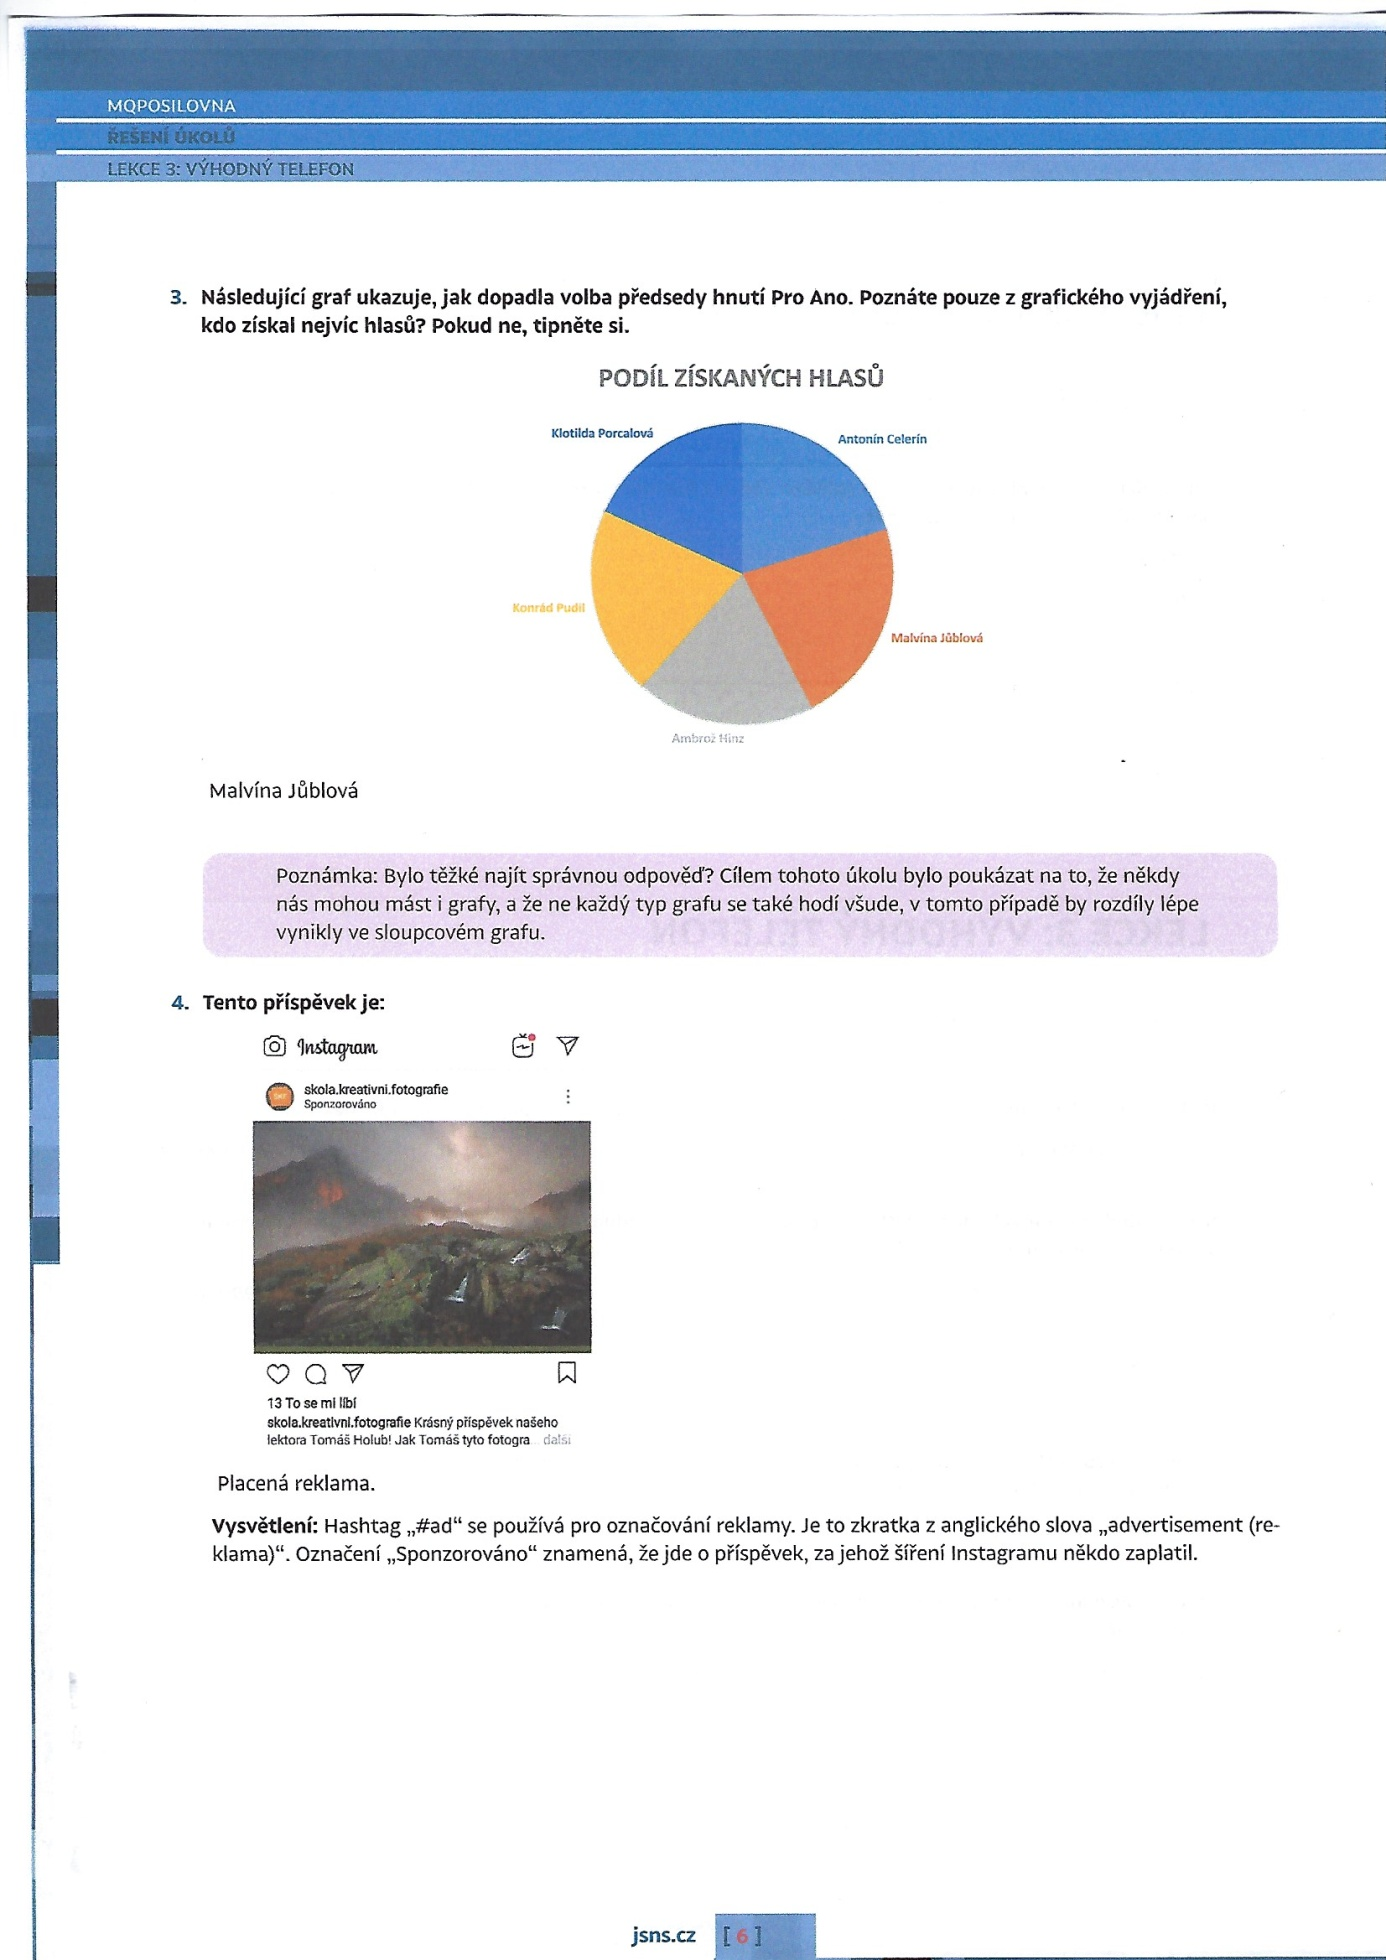 MQPOSILOVNA
ŘEŠENÍ ÚKOLŮ
LEKCE 3: VÝHODNÝ TELEFON
3. Následující graf ukazuje, jak dopadla volba předsedy hnutí Pro Ano. Poznáte pouze z grafického vyjádření,
kdo získal nejvíc hlasů? Pokud ne, tipněte si.
PODÍL ZÍSKANÝCH HLASŮ
Klotilda Porcalová
Antonín Celerín
Konrád Pudil
Malvína Jůblová
Ambrož Hinz
Malvína Jůblová
Poznámka: Bylo těžké najít správnou odpověď? Cílem tohoto úkolu bylo poukázat na to, že někdy
nás mohou mást i grafy, a že ne každý typ grafu se také hodí všude, v tomto případě by rozdíly lépe
vynikly ve sloupcovém grafu.
4. Tento příspěvek je:
Instagram
skola.kreativni.fotografie
Sponzorováno
13 To se mi líbí
skola.kreativni.fotografie Krásný příspěvek našeho
lektora Tomáš Holub! Jak Tomáš tyto fotogra... další
Placená reklama.
Vysvětlení: Hashtag „#ad“ se používá pro označování reklamy. Je to zkratka z anglického slova „advertisement (re-
klama)“. Označení „Sponzorováno“ znamená, že jde o příspěvek, za jehož šíření Instagramu někdo zaplatil.
jsns.cz [ 6 ]